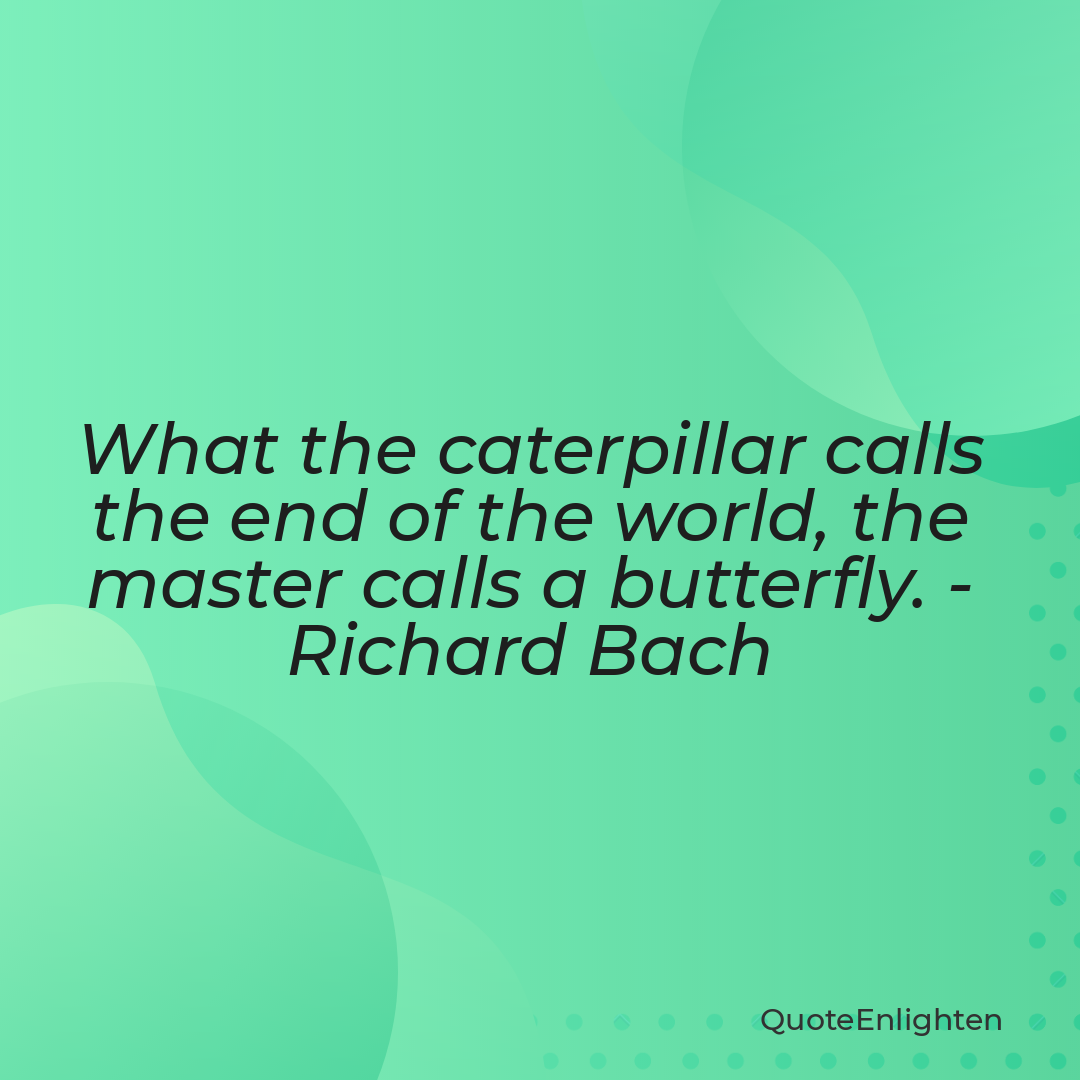 What the caterpillar calls
the end of the world, the
master calls a butterfly. -
Richard Bach
QuoteEnlighten